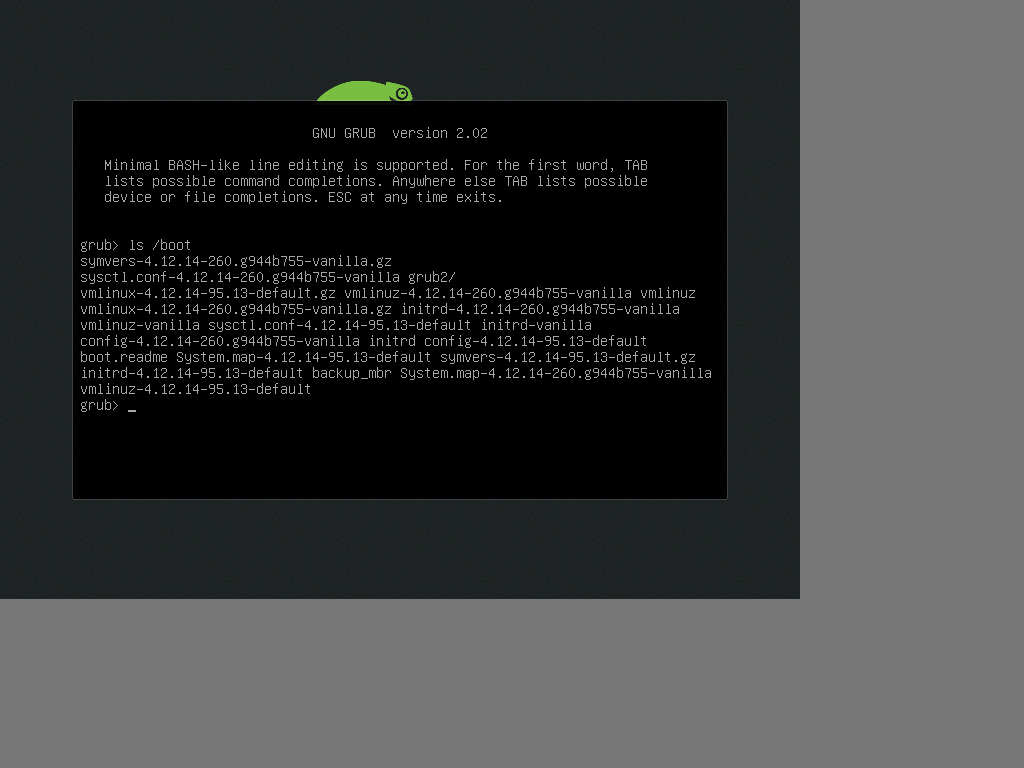 GNU GRUB  version 2.02
Minimal BASH-like line editing is supported. For the first word, TAB
lists possible command completions. Anywhere else TAB lists possible
device or file completions. ESC at any time exits.
grub> ls /boot
symvers-4.12.14-260.g944b755-vanilla.gz
sysctl.conf-4.12.14-260.g944b755-vanilla grub2/
vmlinux-4.12.14-95.13-default.gz vmlinuz-4.12.14-260.g944b755-vanilla vmlinuz
vmlinux-4.12.14-260.g944b755-vanilla.gz initrd-4.12.14-260.g944b755-vanilla
vmlinuz-vanilla sysctl.conf-4.12.14-95.13-default initrd-vanilla
config-4.12.14-260.g944b755-vanilla initrd config-4.12.14-95.13-default
boot.readme System.map-4.12.14-95.13-default symvers-4.12.14-95.13-default.gz
initrd-4.12.14-95.13-default backup_mbr System.map-4.12.14-260.g944b755-vanilla
vmlinuz-4.12.14-95.13-default
grub> _